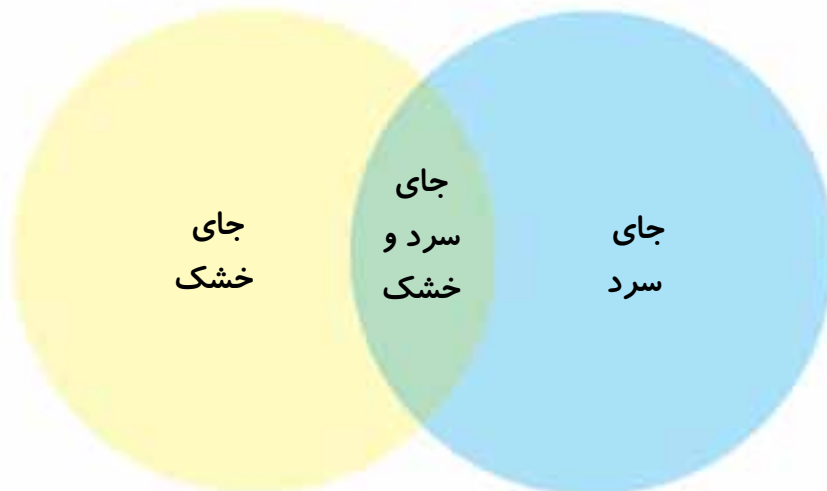 جای
سرد
جای
سرد و
خشک
جای
خشک